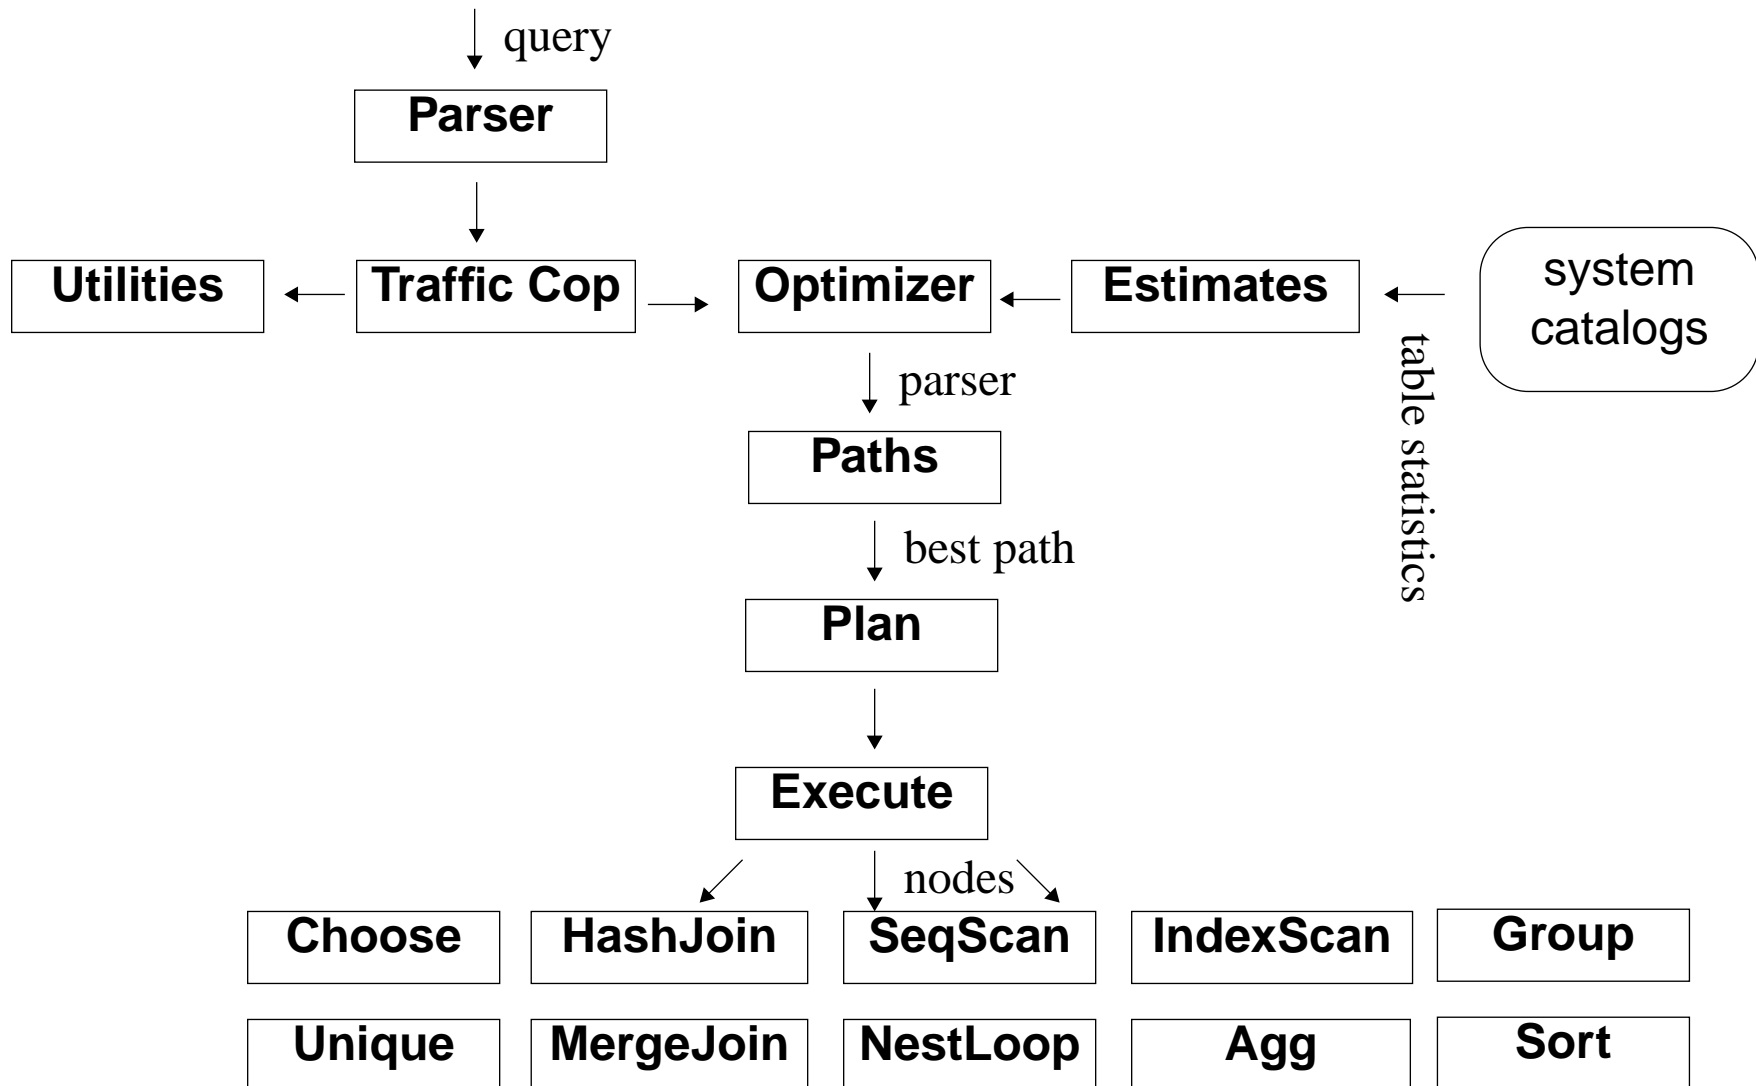 query
Parser
Utilities
Traffic Cop
Optimizer
Estimates
system
catalogs
table statistics
parser
Paths
best path
Plan
Execute
nodes
Choose
HashJoin
SeqScan
IndexScan
Group
Unique
MergeJoin
NestLoop
Agg
Sort